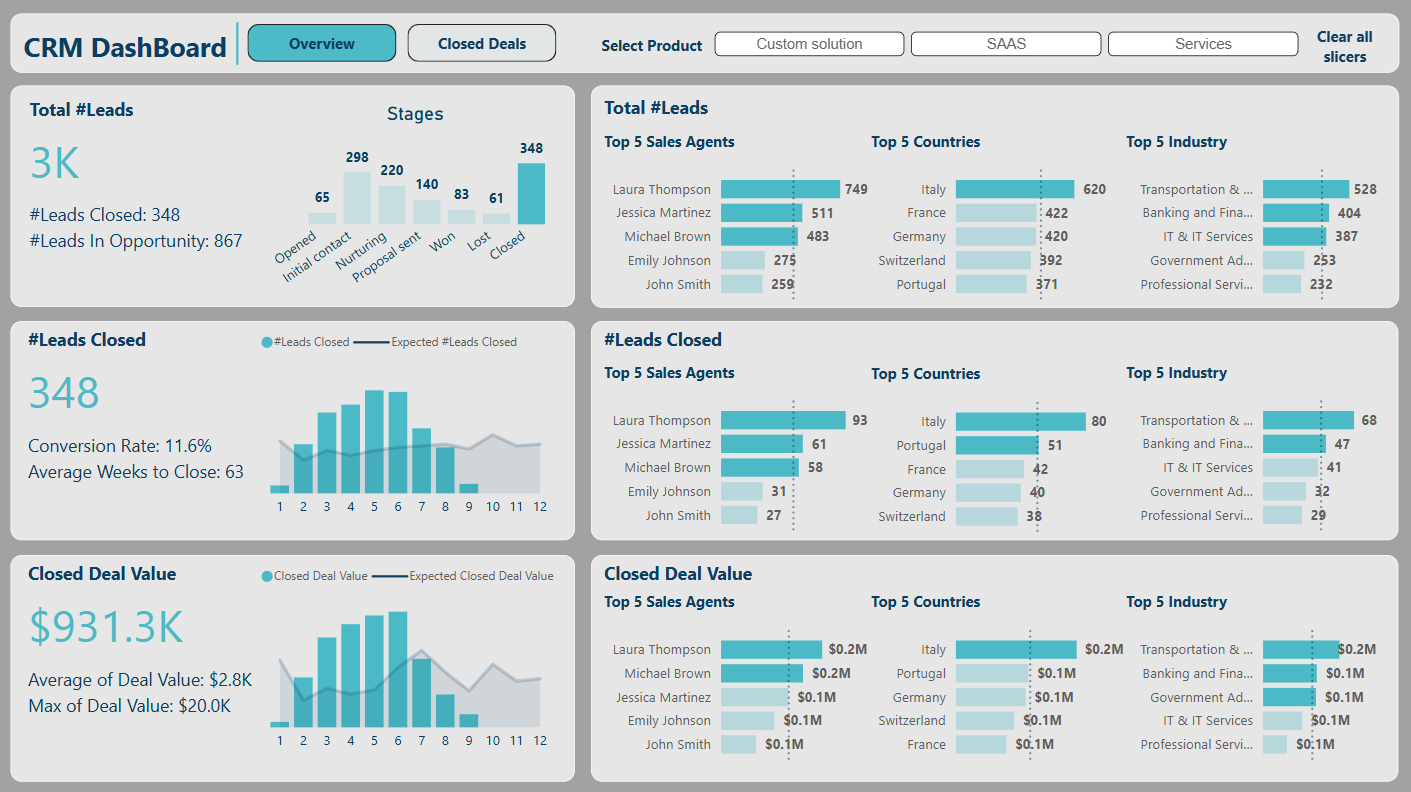 CRM DashBoard
Overview
Closed Deals
Select Product
Custom solution
SAAS
Services
Clear all
slicers
Total #Leads
3K
#Leads Closed: 348
#Leads In Opportunity: 867
Stages
65
298
220
140
83
61
348
Opened
Initial contact
Nurturing
Proposal sent
Won
Lost
Closed
Total #Leads
Top 5 Sales Agents
Laura Thompson 749
Jessica Martinez 511
Michael Brown 483
Emily Johnson 275
John Smith 259
Top 5 Countries
Italy 620
France 422
Germany 420
Switzerland 392
Portugal 371
Top 5 Industry
Transportation & ... 528
Banking and Fina... 404
IT & IT Services 387
Government Ad... 253
Professional Servi... 232
#Leads Closed
348
Conversion Rate: 11.6%
Average Weeks to Close: 63
#Leads Closed Expected #Leads Closed
1 2 3 4 5 6 7 8 9 10 11 12
#Leads Closed
Top 5 Sales Agents
Laura Thompson 93
Jessica Martinez 61
Michael Brown 58
Emily Johnson 31
John Smith 27
Top 5 Countries
Italy 80
Portugal 51
France 42
Germany 40
Switzerland 38
Top 5 Industry
Transportation & ... 68
Banking and Fina... 47
IT & IT Services 41
Government Ad... 32
Professional Servi... 29
Closed Deal Value
$931.3K
Average of Deal Value: $2.8K
Max of Deal Value: $20.0K
Closed Deal Value Expected Closed Deal Value
1 2 3 4 5 6 7 8 9 10 11 12
Closed Deal Value
Top 5 Sales Agents
Laura Thompson $0.2M
Michael Brown $0.2M
Jessica Martinez $0.1M
Emily Johnson $0.1M
John Smith $0.1M
Top 5 Countries
Italy $0.2M
Portugal $0.1M
Germany $0.1M
Switzerland $0.1M
France $0.1M
Top 5 Industry
Transportation & ... $0.2M
Banking and Fina... $0.1M
Government Ad... $0.1M
IT & IT Services $0.1M
Professional Servi... $0.1M